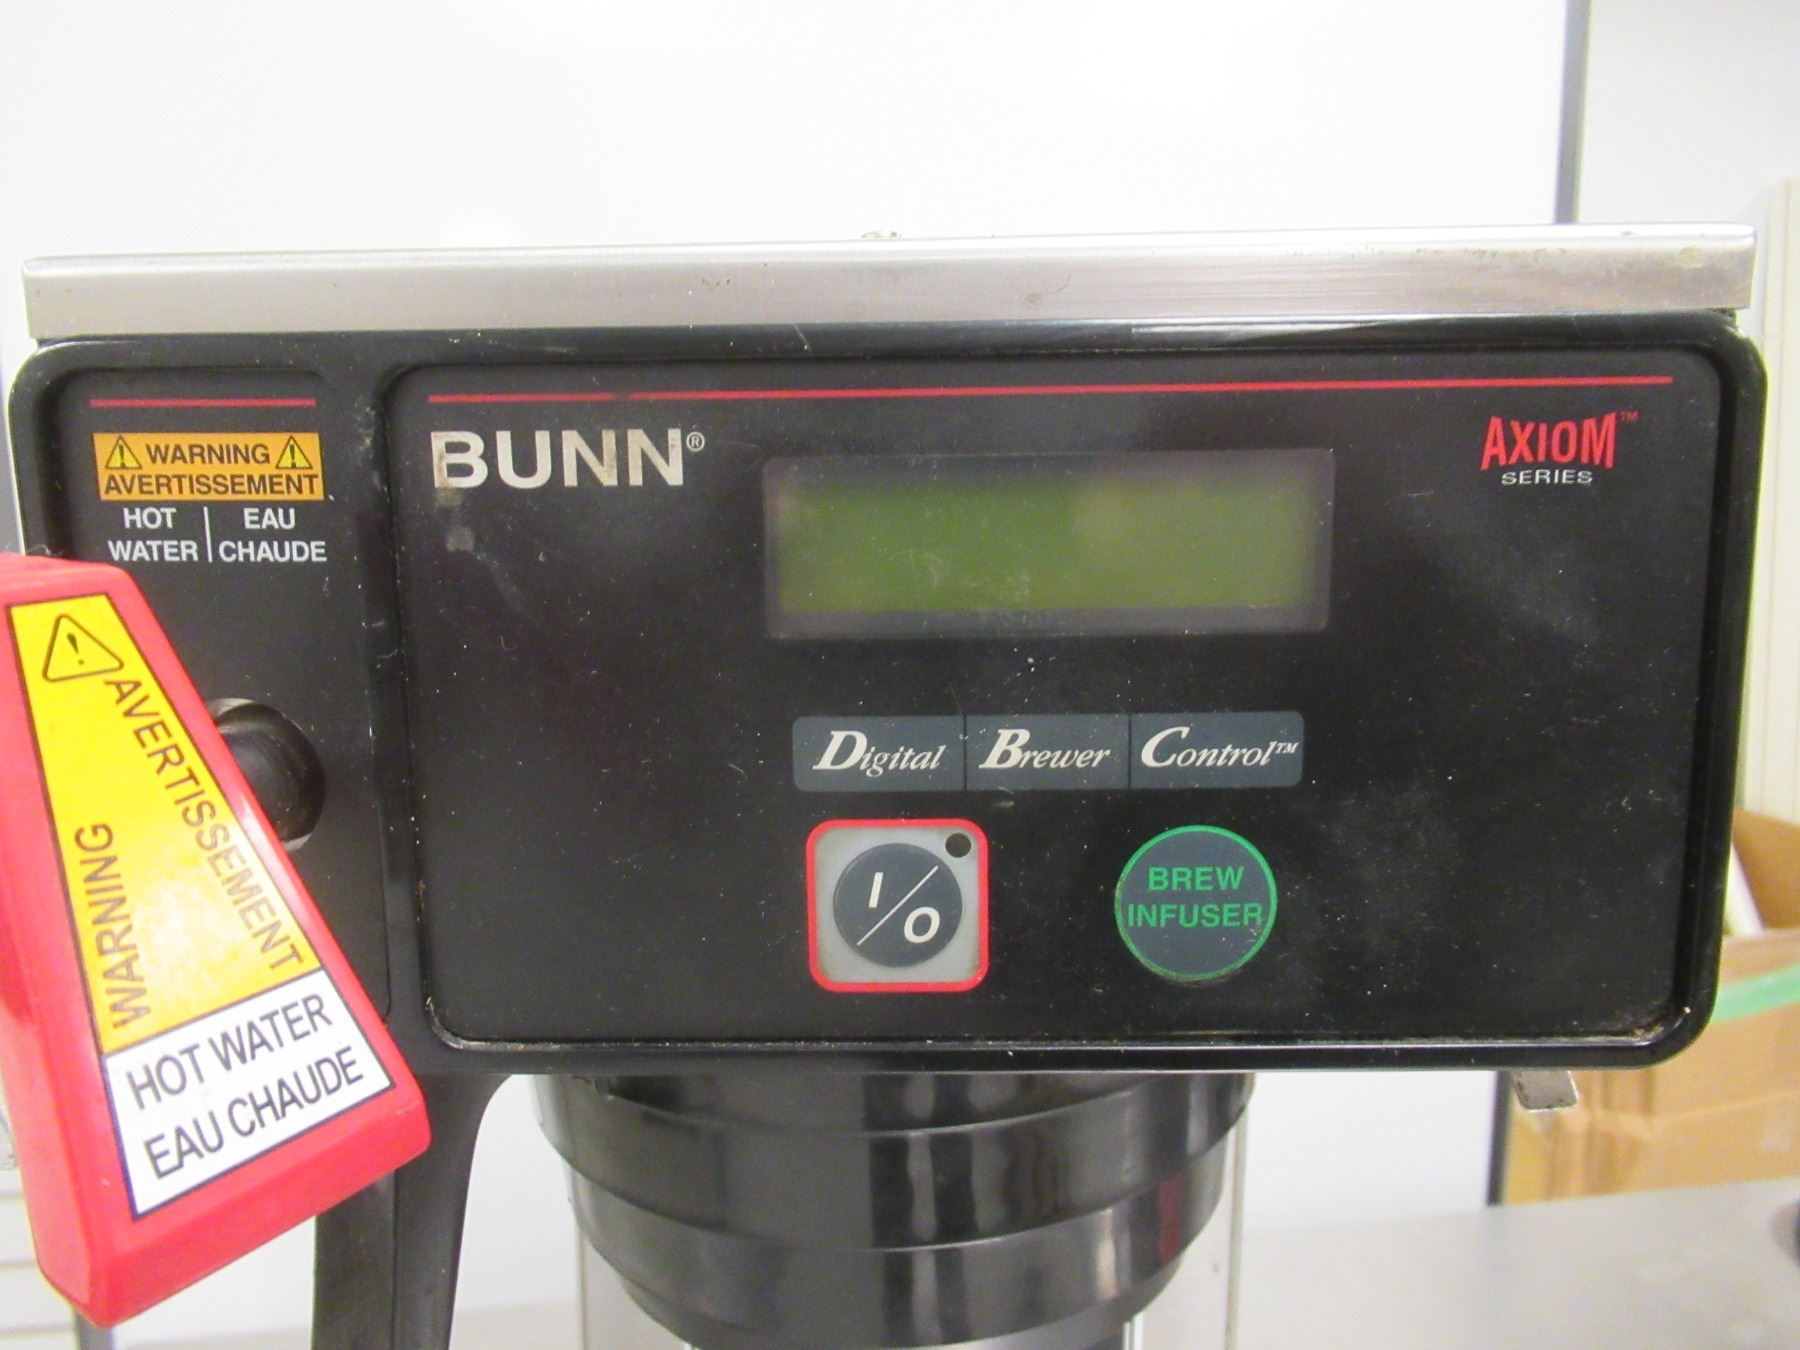 WARNING
AVERTISSEMENT
HOT | EAU
WATER | CHAUDE
BUNN®
AXIOM™
SERIES
Digital Brewer Control™
I/O
BREW
INFUSER
AVERTISSEMENT
WARNING
HOT WATER
EAU CHAUDE